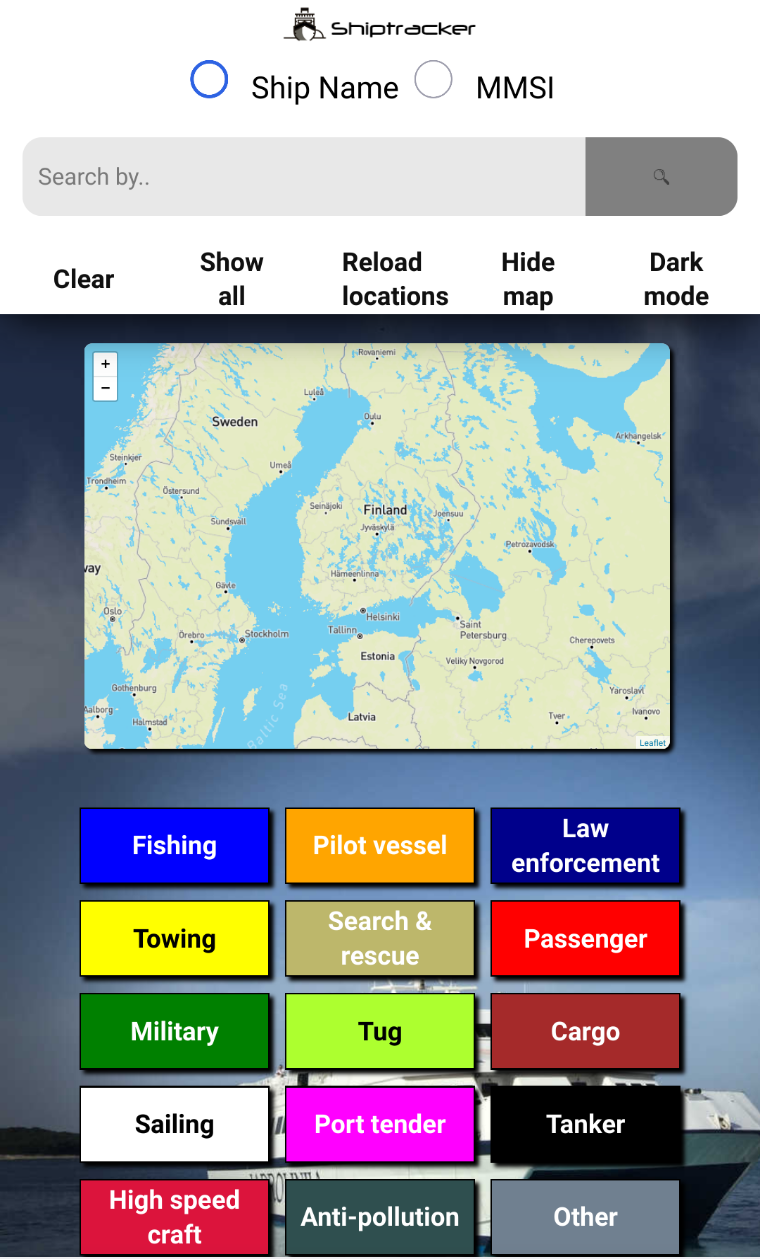 Shiptracker
Ship Name
MMSI
Search by..
Clear
Show
all
Reload
locations
Hide
map
Dark
mode
+
−
Rovaniemi
Luleå
Oulu
Sweden
Arkhangelsk
Steinkjer
Umeå
Trondheim
Östersund
Seinäjoki
Finland
Joensuu
Sundsvall
Jyväskylä
Petrozavodsk
way
Hämeenlinna
Gävle
Oslo
Helsinki
Saint
Petersburg
Tallinn
Örebro
Stockholm
Cherepovets
Estonia
Veliky Novgorod
Gothenburg
Yaroslavl
Aalborg
Baltic Sea
Latvia
Tver
Ivanovo
Halmstad
Leaflet
Fishing
Pilot vessel
Law
enforcement
Towing
Search &
rescue
Passenger
Military
Tug
Cargo
Sailing
Port tender
Tanker
High speed
craft
Anti-pollution
Other